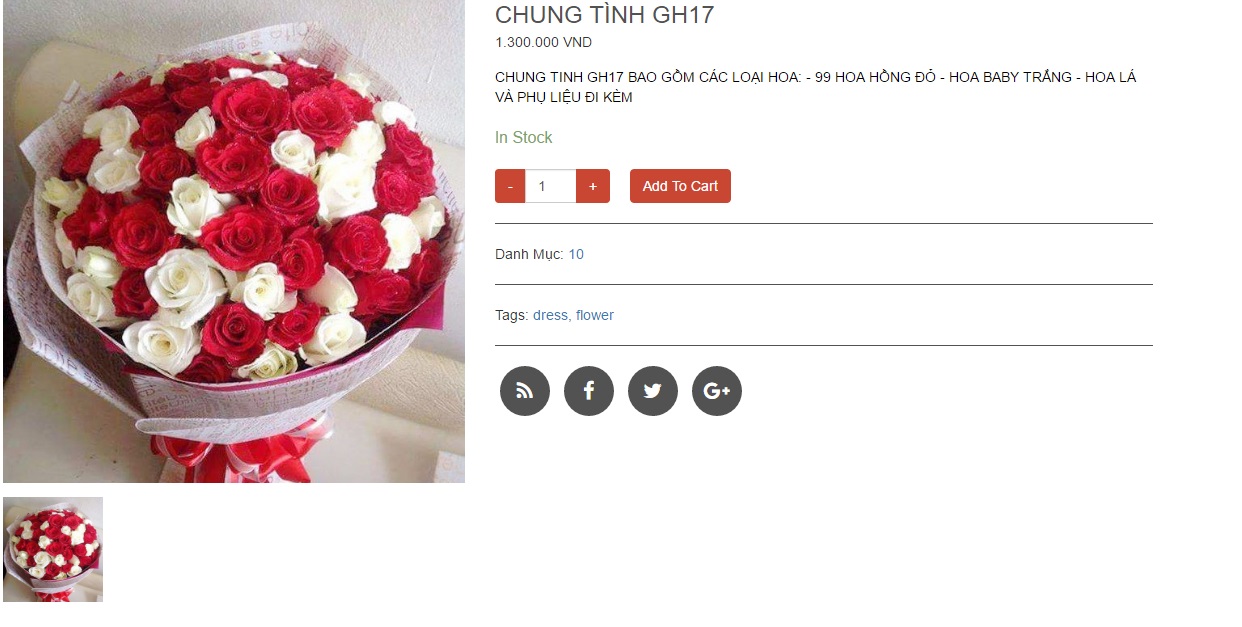 CHUNG TÌNH GH17
1.300.000 VND
CHUNG TINH GH17 BAO GỒM CÁC LOẠI HOA: - 99 HOA HỒNG ĐỎ - HOA BABY TRẮNG - HOA LÁ
VÀ PHỤ LIỆU ĐI KÈM
In Stock
- 1 + Add To Cart
Danh Mục: 10
Tags: dress, flower